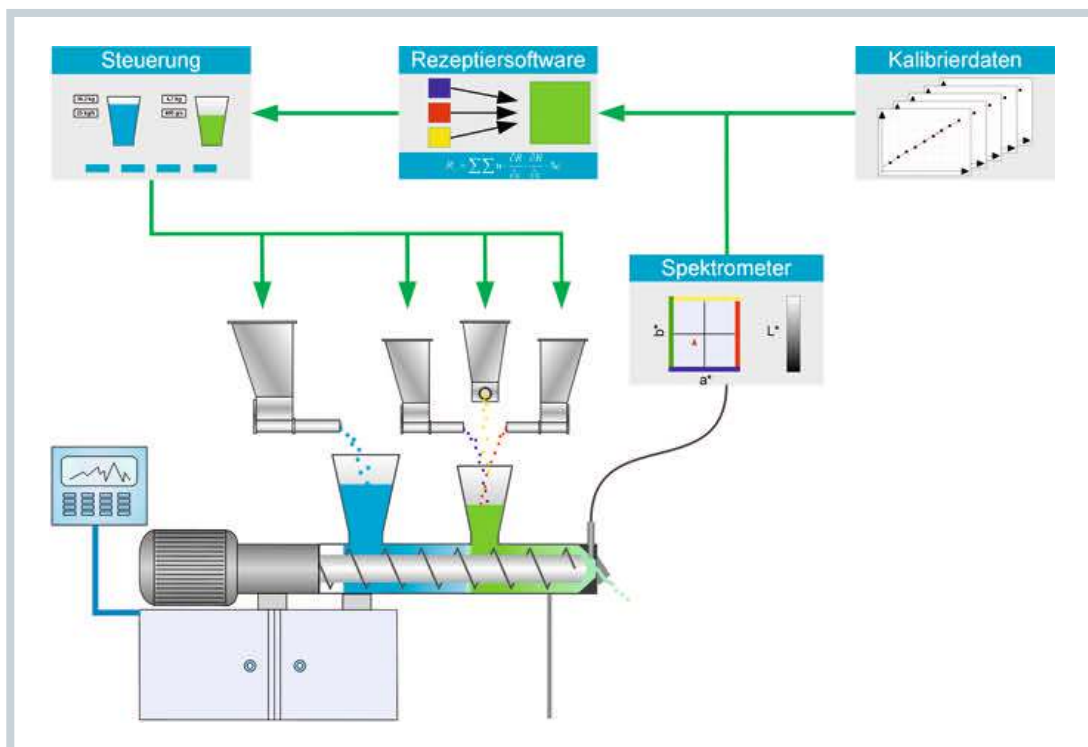 Steuerung
Rezeptiersoftware
Kalibrierdaten
Spektrometer
b*
L*
a*